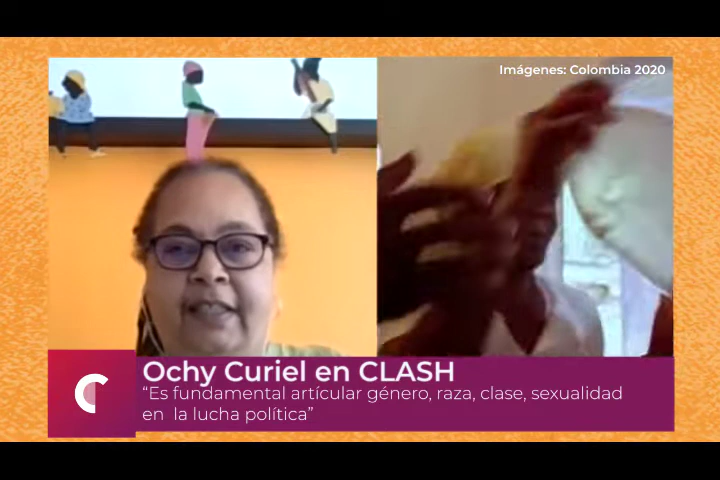 Imágenes: Colombia 2020
Ochy Curiel en CLASH
“Es fundamental artícular género, raza, clase, sexualidad
en la lucha política”